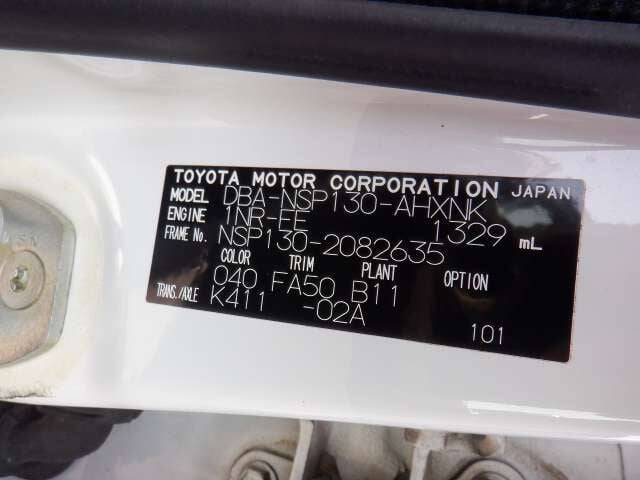 TOYOTA MOTOR CORPORATION JAPAN
MODEL DBA-NSP130-AHXNK
ENGINE 1NR-FE 1329 mL
FRAME No. NSP130-2082635
COLOR TRIM PLANT OPTION
040 FA50 B11
TRANS./AXLE K411 -02A
101